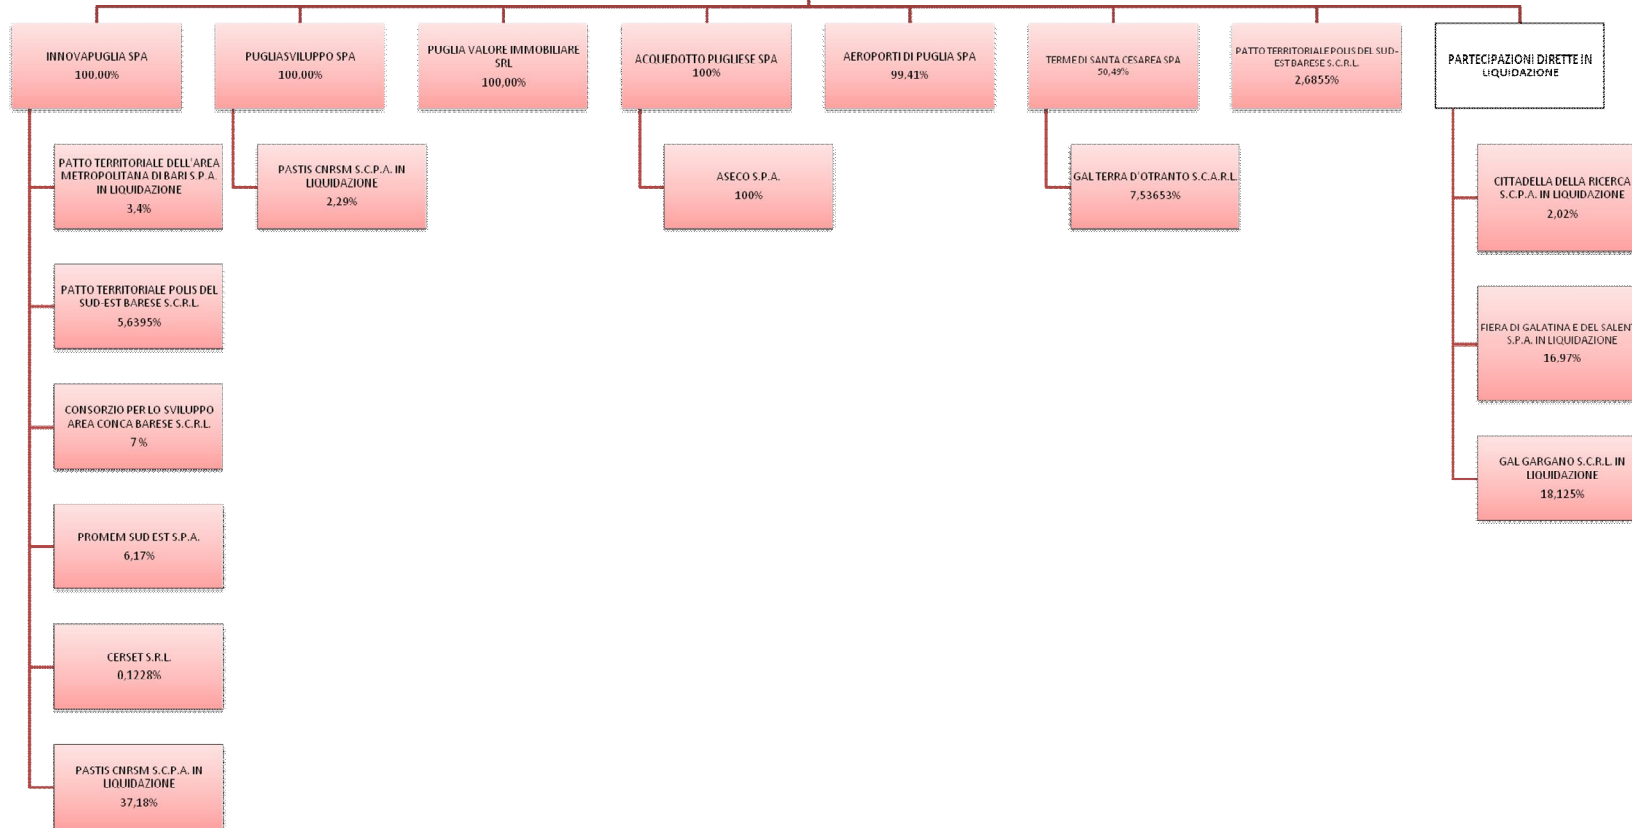 INNOVAPUGLIA SPA
100,00%
PUGLIASVILUPPO SPA
100,00%
PUGLIA VALORE IMMOBILIARE
SRL
100,00%
ACQUEDOTTO PUGLIESE SPA
100%
AEROPORTI DI PUGLIA SPA
99,41%
TERME DI SANTA CESAREA SPA
50,49%
PATTO TERRITORIALE POLIS DEL SUD-
EST BARESE S.C.R.L.
2,6855%
PARTECIPAZIONI DIRETTE IN
LIQUIDAZIONE
PATTO TERRITORIALE DELL'AREA
METROPOLITANA DI BARI S.P.A.
IN LIQUIDAZIONE
3,4%
PASTIS CNRSM S.C.P.A. IN
LIQUIDAZIONE
2,29%
ASECO S.P.A.
100%
GAL TERRA D'OTRANTO S.C.A.R.L.
7,53653%
CITTADELLA DELLA RICERCA
S.C.P.A. IN LIQUIDAZIONE
2,02%
PATTO TERRITORIALE POLIS DEL
SUD-EST BARESE S.C.R.L.
5,6395%
FIERA DI GALATINA E DEL SALENT
S.P.A. IN LIQUIDAZIONE
16,97%
CONSORZIO PER LO SVILUPPO
AREA CONCA BARESE S.C.R.L.
7 %
GAL GARGANO S.C.R.L. IN
LIQUIDAZIONE
18,125%
PROMEM SUD EST S.P.A.
6,17%
CERSET S.R.L.
0,1228%
PASTIS CNRSM S.C.P.A. IN
LIQUIDAZIONE
37,18%